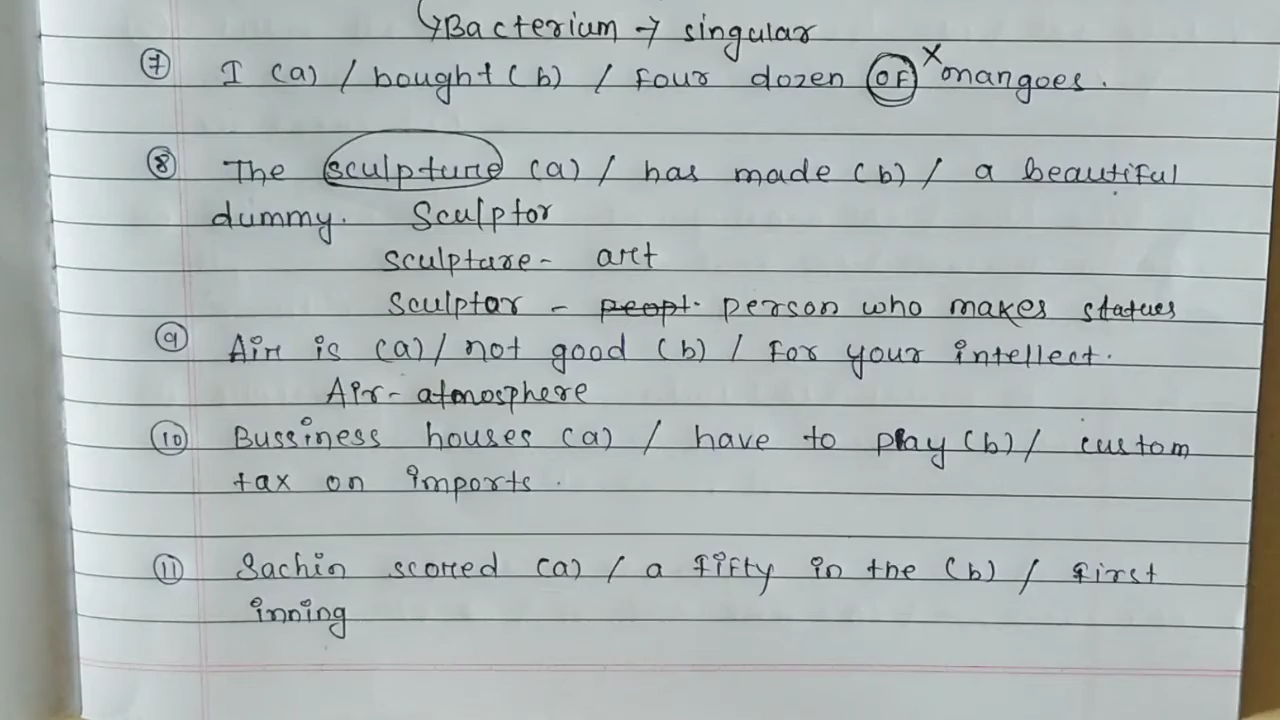 ↳Bacterium → singular
⑦ I (a) / bought (b) / four dozen of × mangoes.
⑧ The sculpture (a) / has made (b) / a beautiful
dummy. Sculptor
sculpture - art
Sculptor - peopt. person who makes statues
⑨ Air is (a) / not good (b) / for your intellect.
Air - atmosphere
⑩ Bussiness houses (a) / have to play (b) / custom
tax on imports.
⑪ Sachin scored (a) / a fifty in the (b) / first
inning